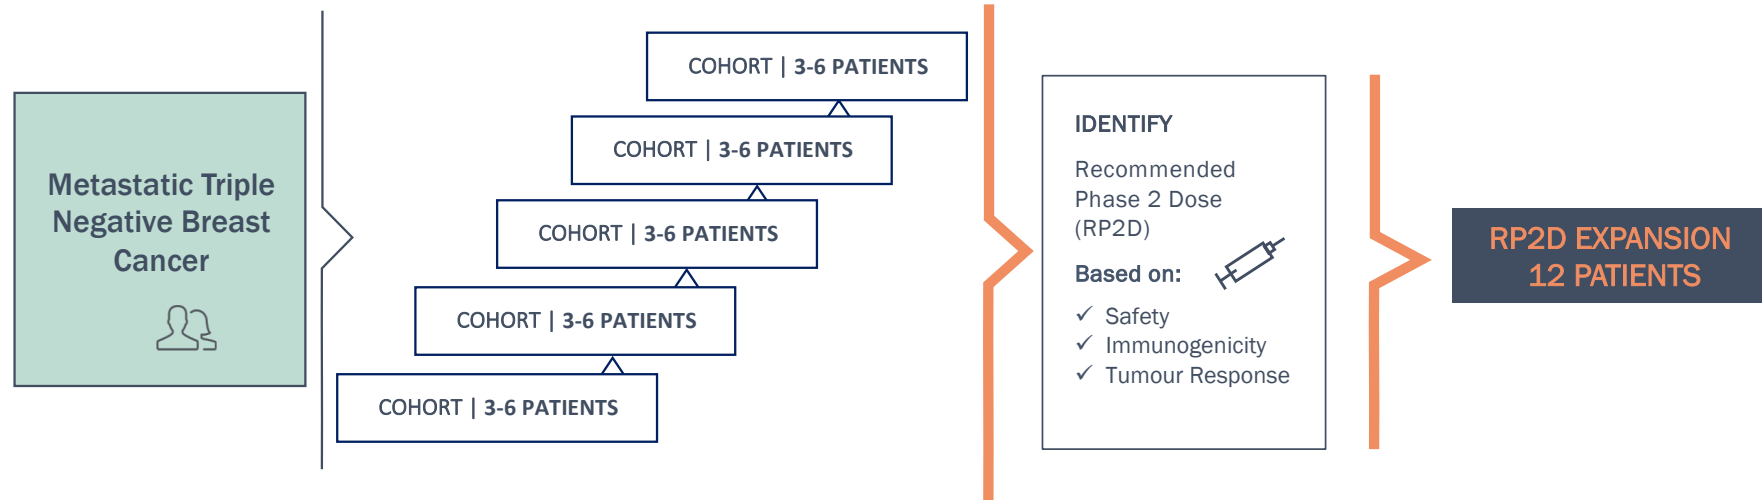 Metastatic Triple
Negative Breast
Cancer
COHORT | 3-6 PATIENTS
COHORT | 3-6 PATIENTS
COHORT | 3-6 PATIENTS
COHORT | 3-6 PATIENTS
COHORT | 3-6 PATIENTS
IDENTIFY
Recommended
Phase 2 Dose
(RP2D)
Based on:
✓ Safety
✓ Immunogenicity
✓ Tumour Response
RP2D EXPANSION
12 PATIENTS